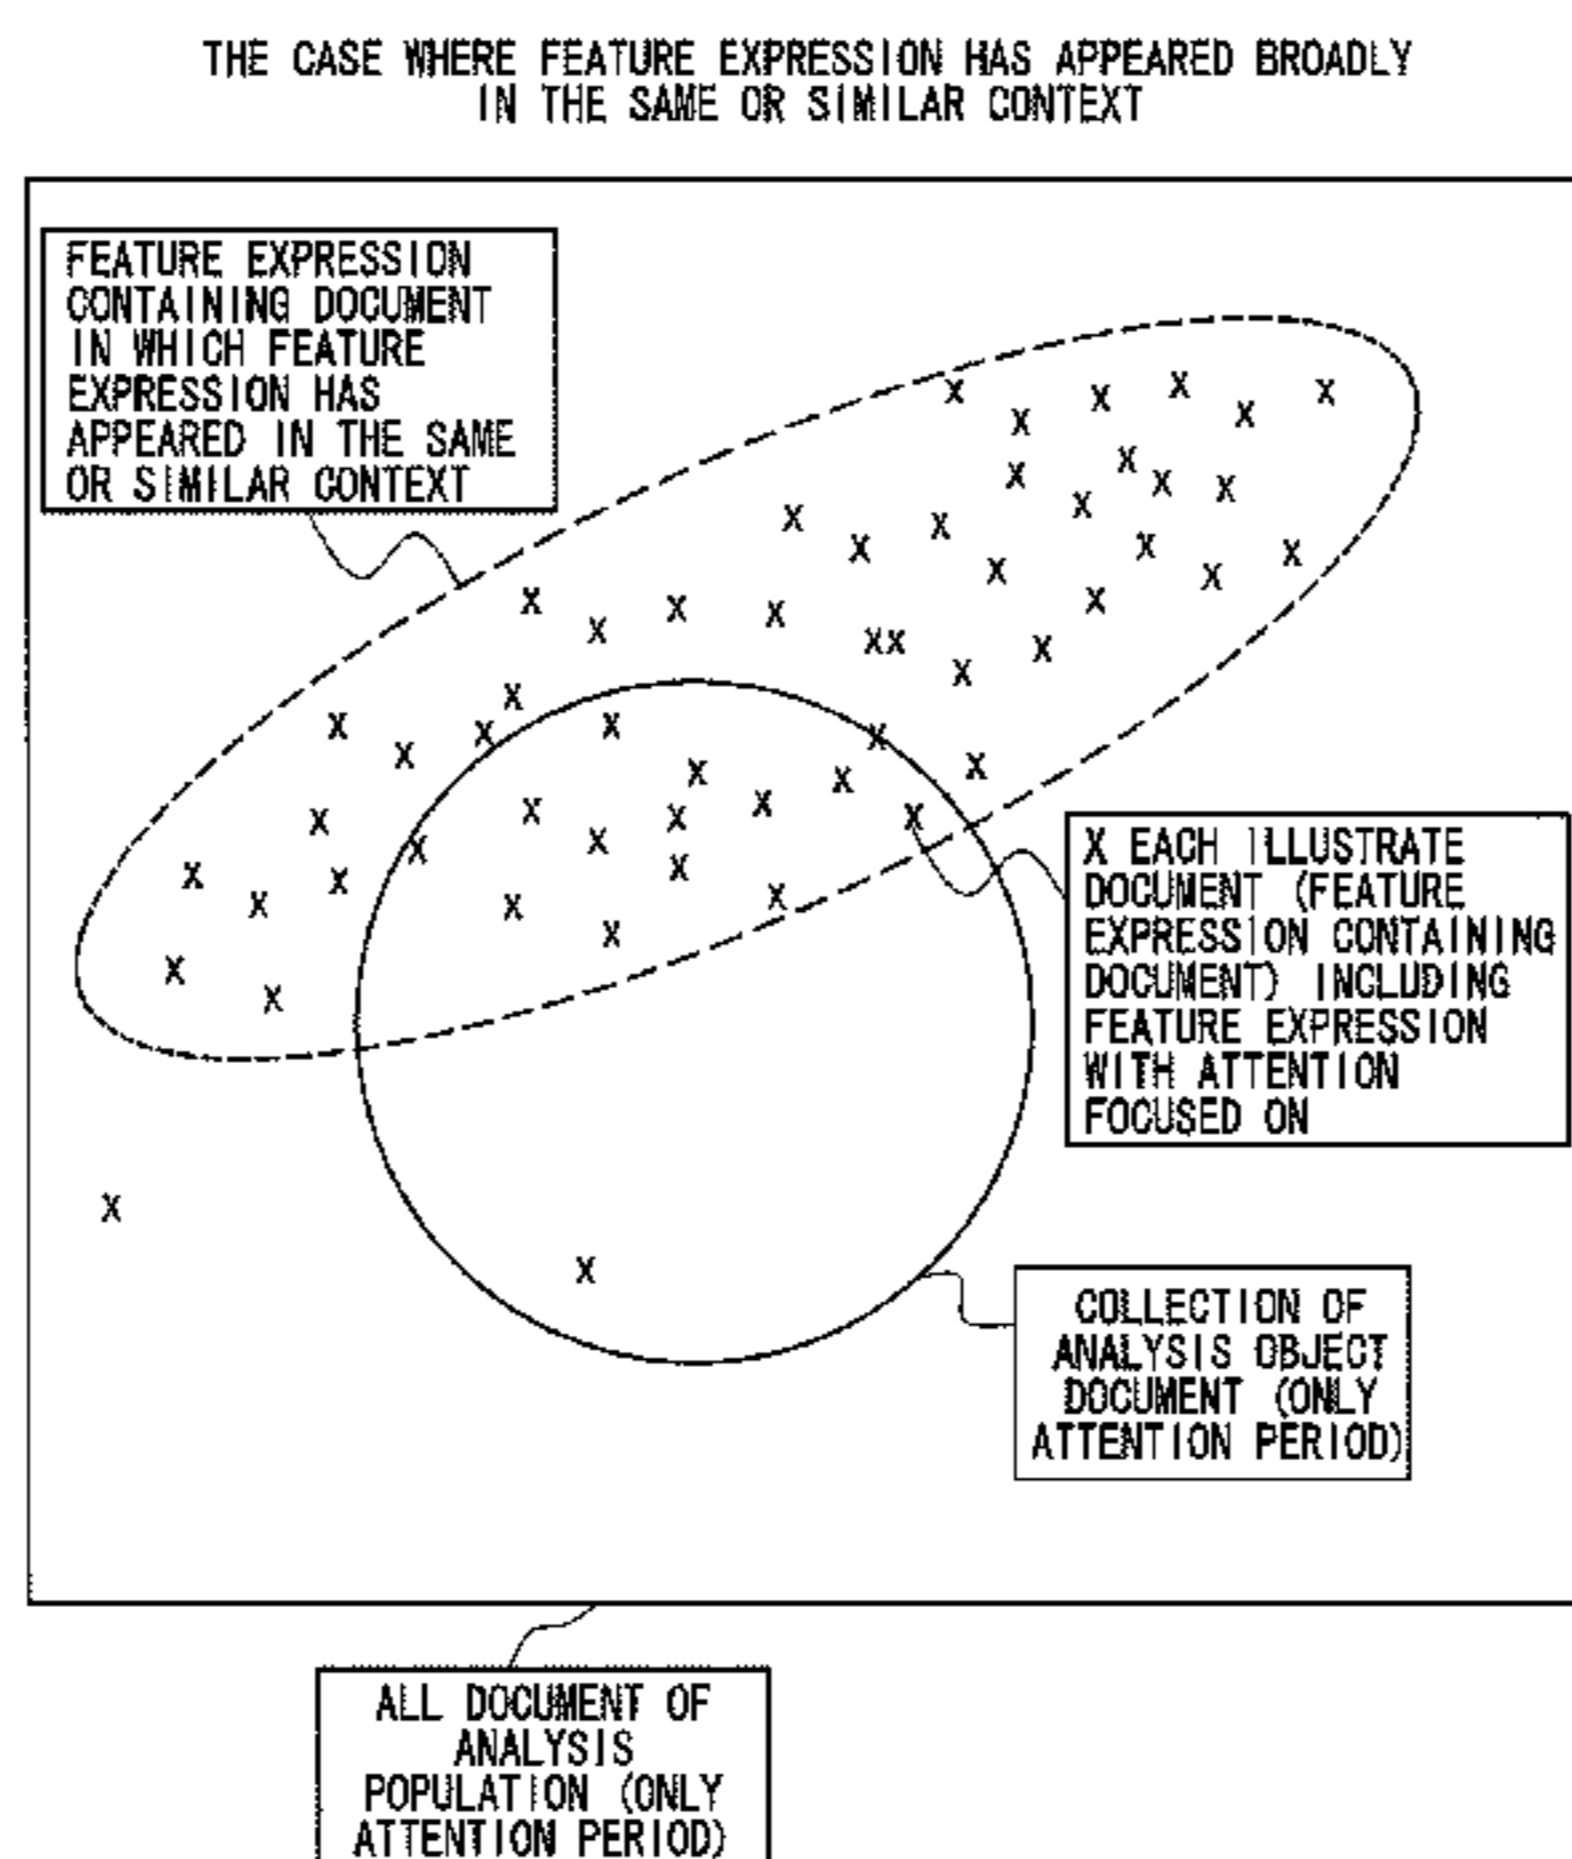 THE CASE WHERE FEATURE EXPRESSION HAS APPEARED BROADLY
IN THE SAME OR SIMILAR CONTEXT
FEATURE EXPRESSION
CONTAINING DOCUMENT
IN WHICH FEATURE
EXPRESSION HAS
APPEARED IN THE SAME
OR SIMILAR CONTEXT
X EACH ILLUSTRATE
DOCUMENT (FEATURE
EXPRESSION CONTAINING
DOCUMENT) INCLUDING
FEATURE EXPRESSION
WITH ATTENTION
FOCUSED ON
COLLECTION OF
ANALYSIS OBJECT
DOCUMENT (ONLY
ATTENTION PERIOD)
ALL DOCUMENT OF
ANALYSIS
POPULATION (ONLY
ATTENTION PERIOD)